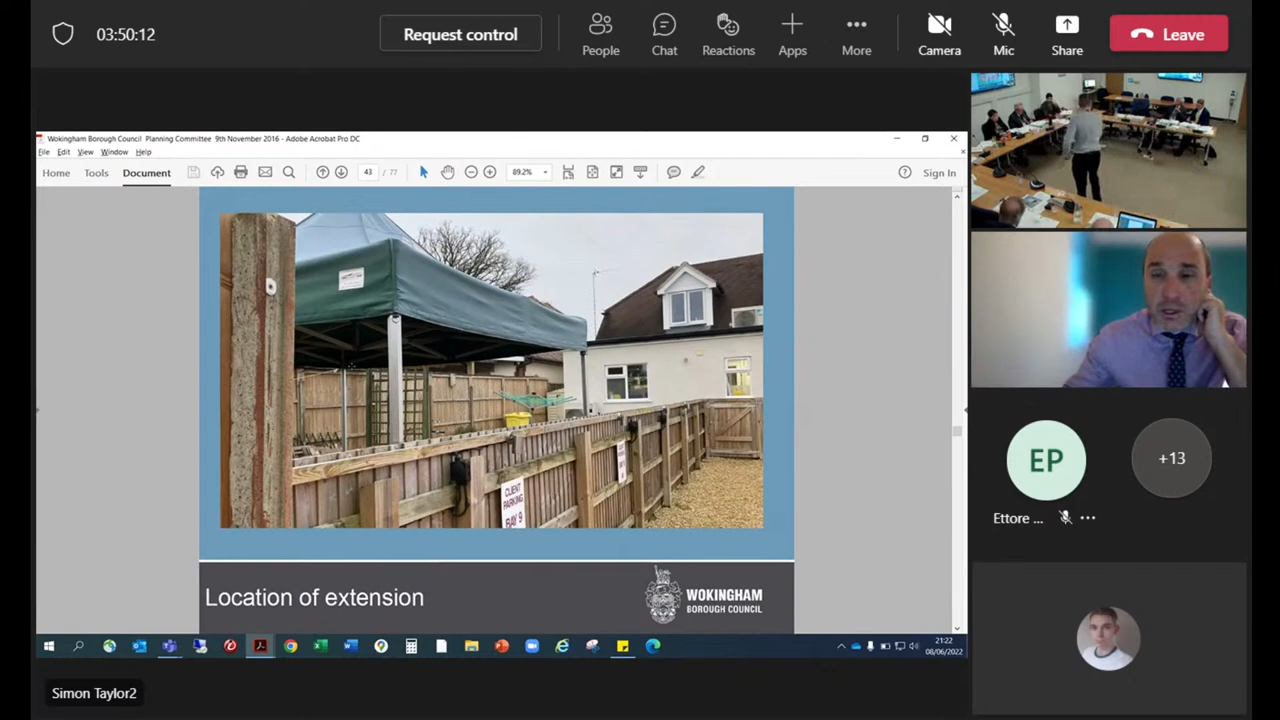 03:50:12
Request control
People
Chat
Reactions
Apps
More
Camera
Mic
Share
Leave
Wokingham Borough Council Planning Committee 9th November 2016 - Adobe Acrobat Pro DC
File Edit View Window Help
Home Tools Document
43 / 77
89.2%
Sign In
CLIENT
PARKING
BAY 9
Location of extension
WOKINGHAM
BOROUGH COUNCIL
EP
+13
Ettore ...
21:22
08/06/2022
Simon Taylor2